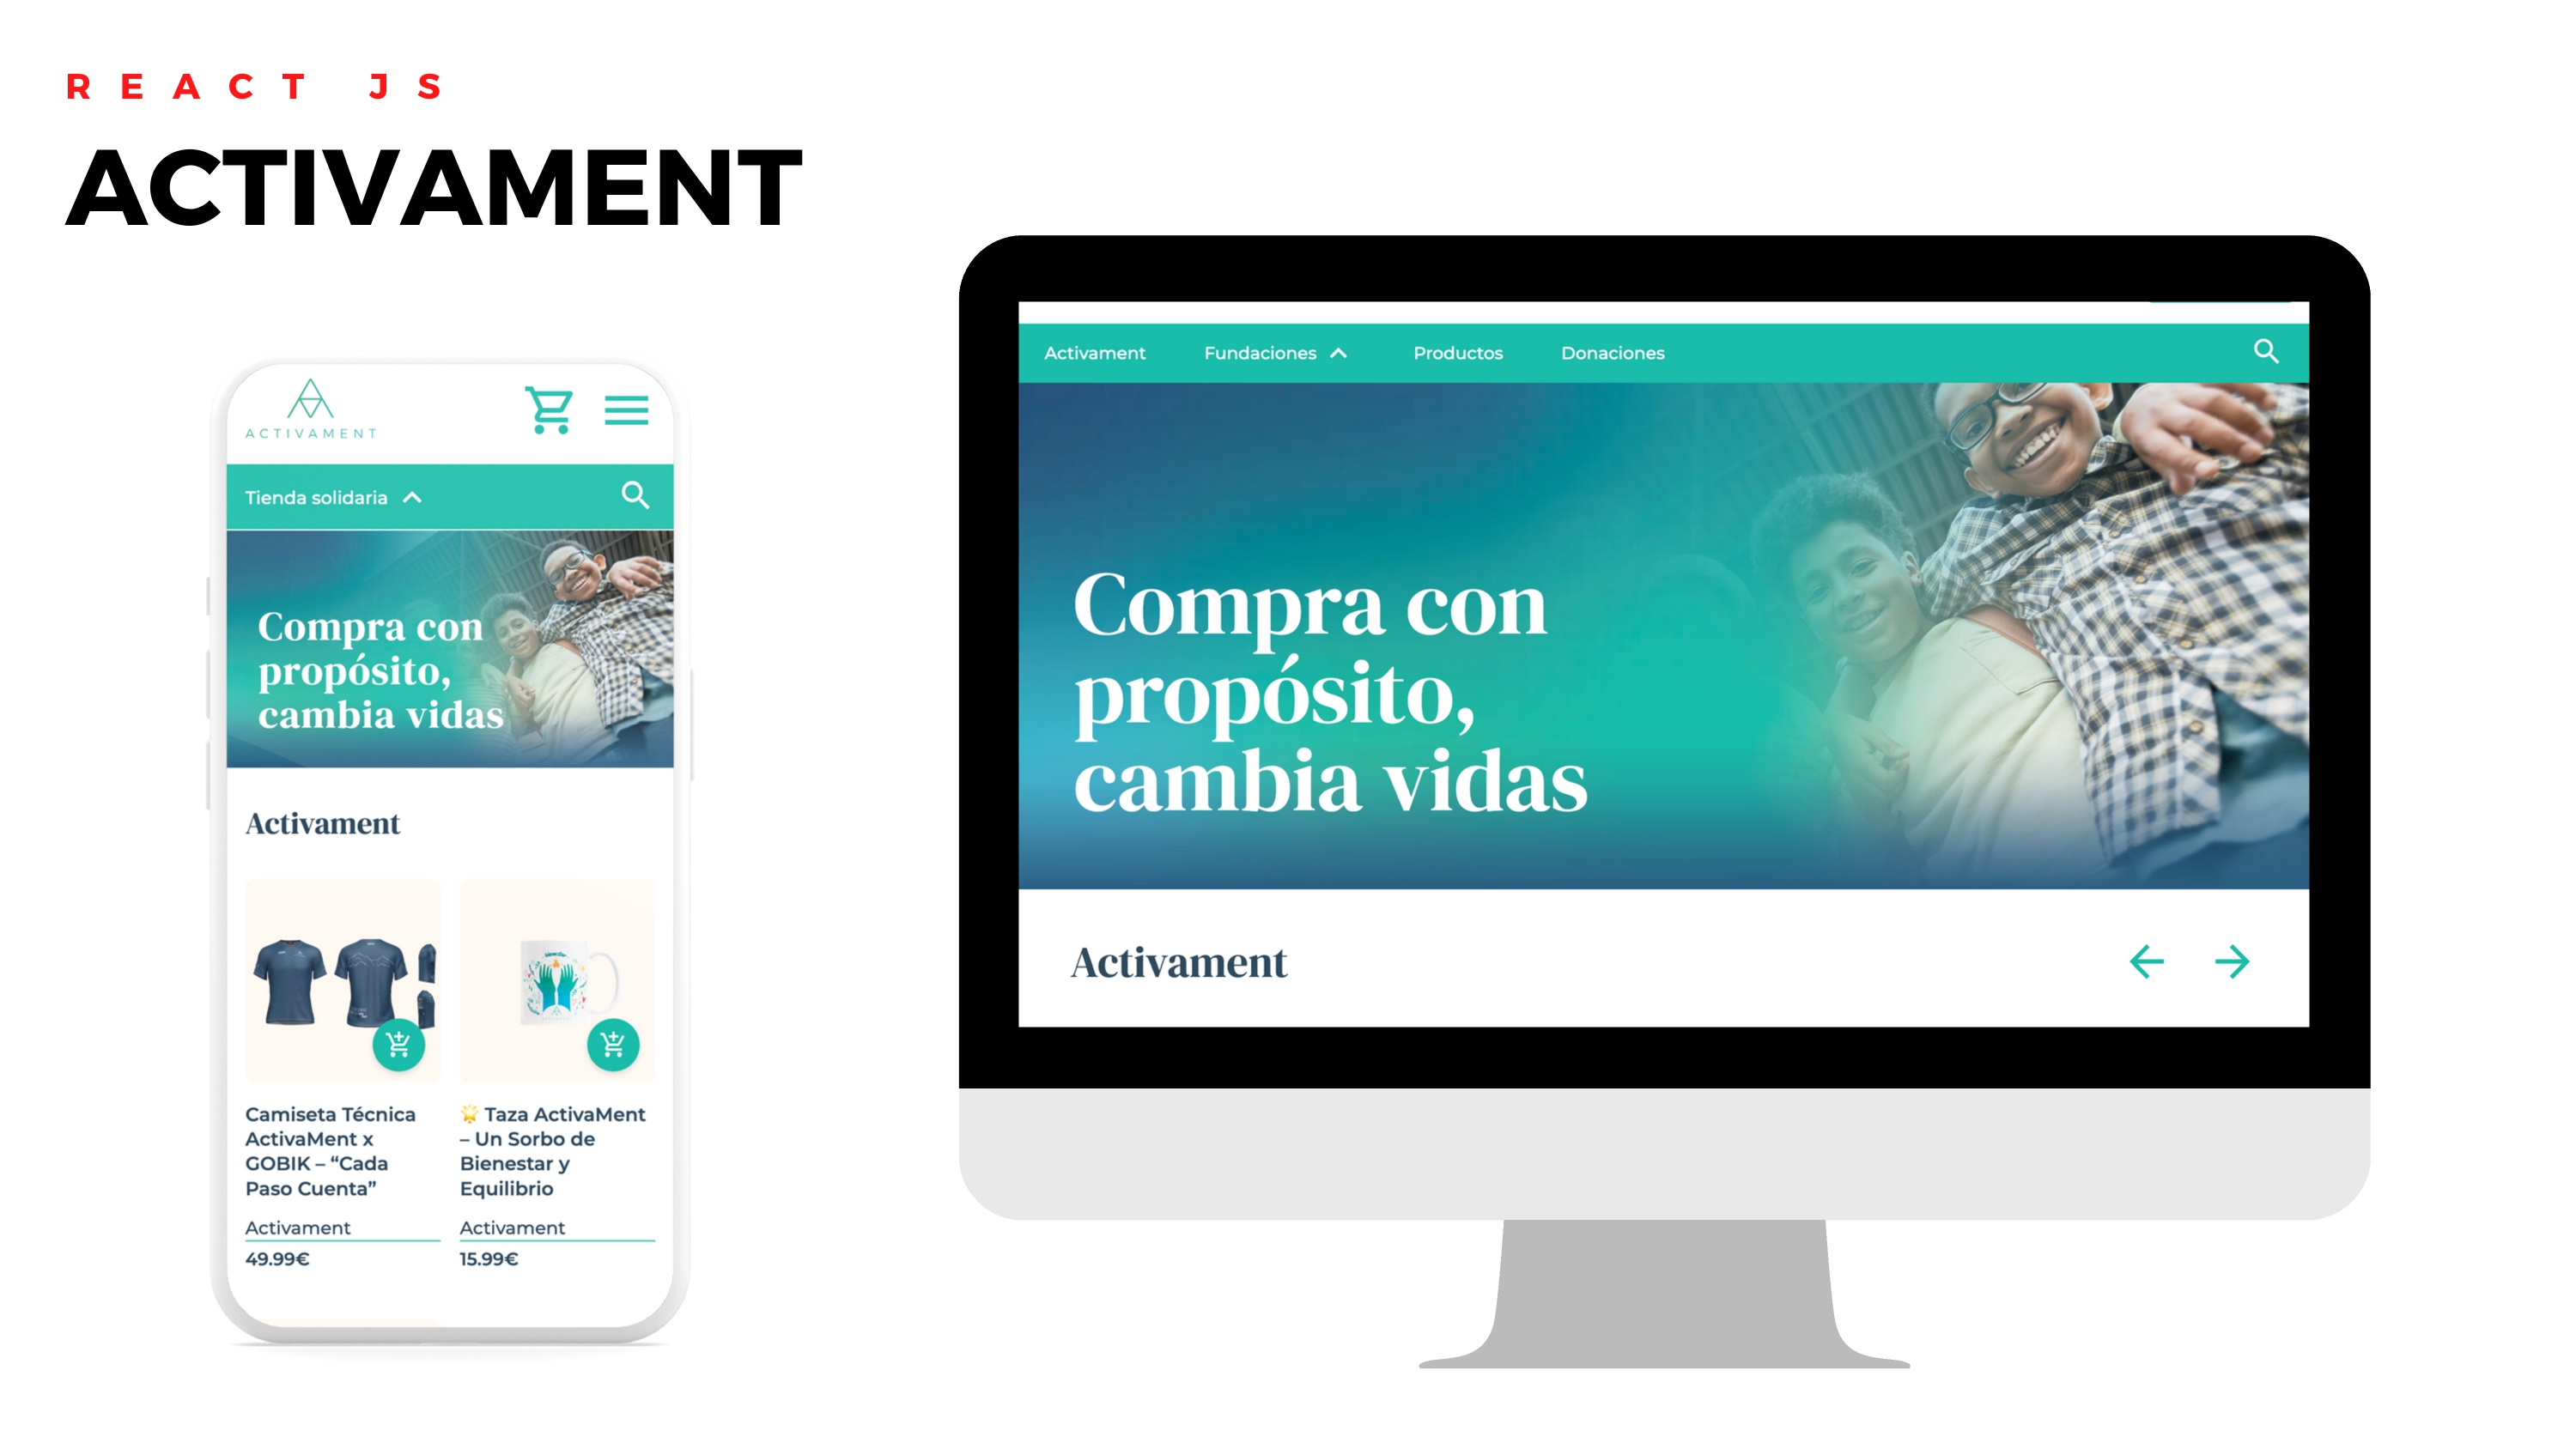 REACT JS
ACTIVAMENT
ACTIVAMENT
Tienda solidaria
Compra con
propósito,
cambia vidas
Activament
Camiseta Técnica
ActivaMent x
GOBIK – “Cada
Paso Cuenta”
Activament
49.99€
🌟 Taza ActivaMent
– Un Sorbo de
Bienestar y
Equilibrio
Activament
15.99€
Activament Fundaciones Productos Donaciones
Compra con
propósito,
cambia vidas
Activament